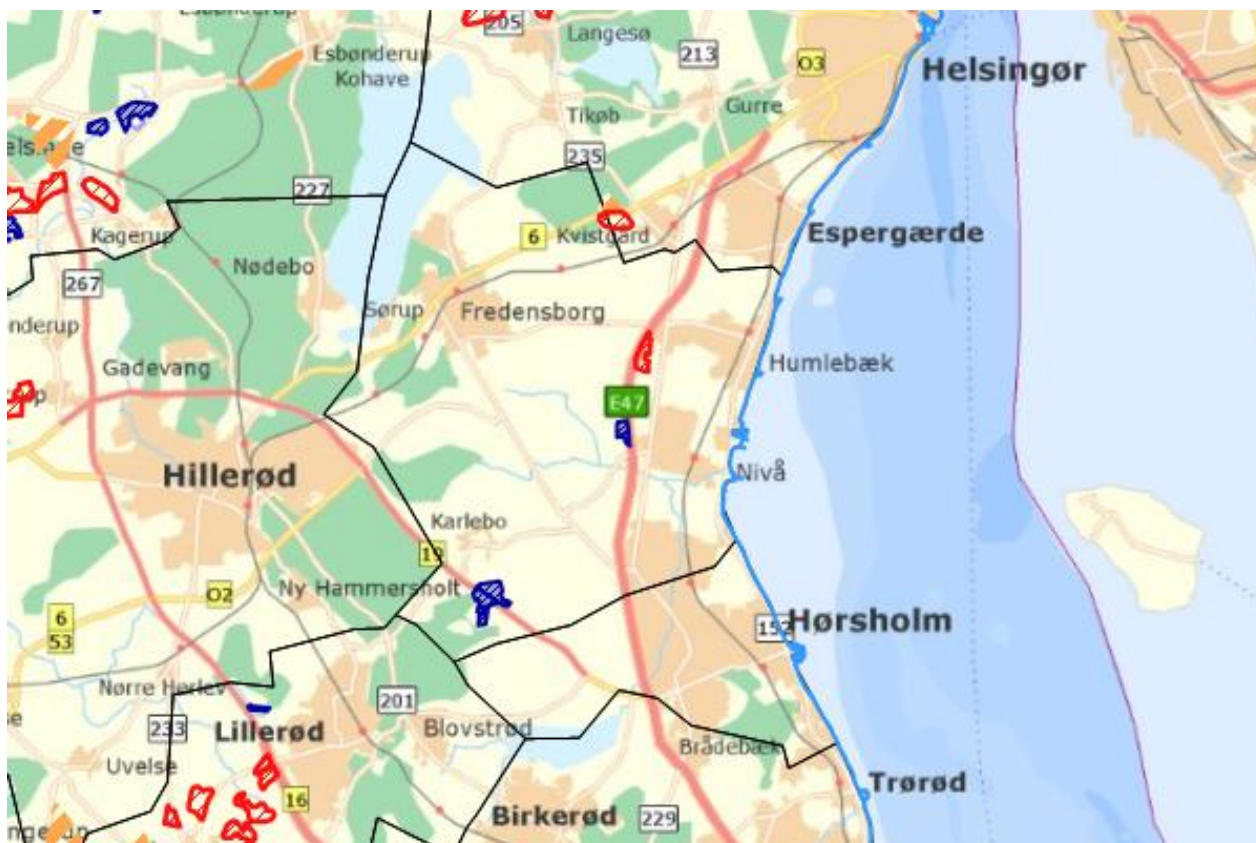 Esbønderup
205
Langesø
Esbønderup
Kohave
213
O3
Helsingør
Gurre
Tikøb
235
227
Kagerup
6
Kvistgård
Espergærde
Nødebo
267
Sørup
Fredensborg
Gadevang
Humlebæk
E47
Hillerød
Nivå
Karlebo
19
Ny Hammersholt
O2
6
53
Hørsholm
152
Nørre Herlev
201
233
Lillerød
Blovstrød
Brådebæk
Uvelse
Trørød
16
Birkerød
229